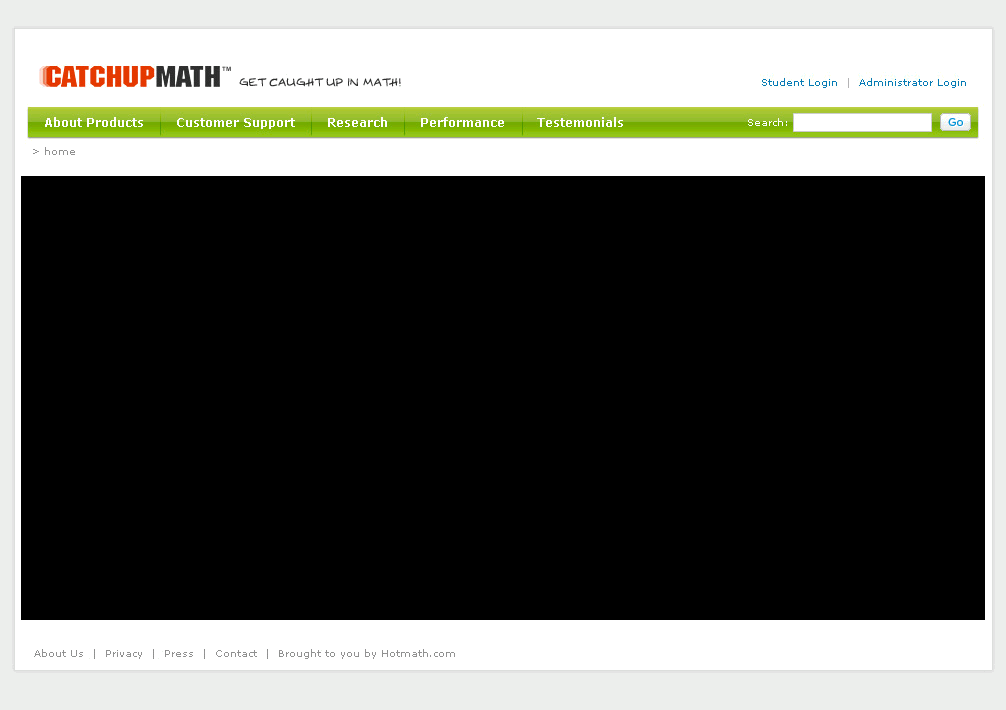 CATCHUPMATH™ GET CAUGHT UP IN MATH!
Student Login | Administrator Login
About Products Customer Support Research Performance Testemonials Search: Go
> home
About Us | Privacy | Press | Contact | Brought to you by Hotmath.com